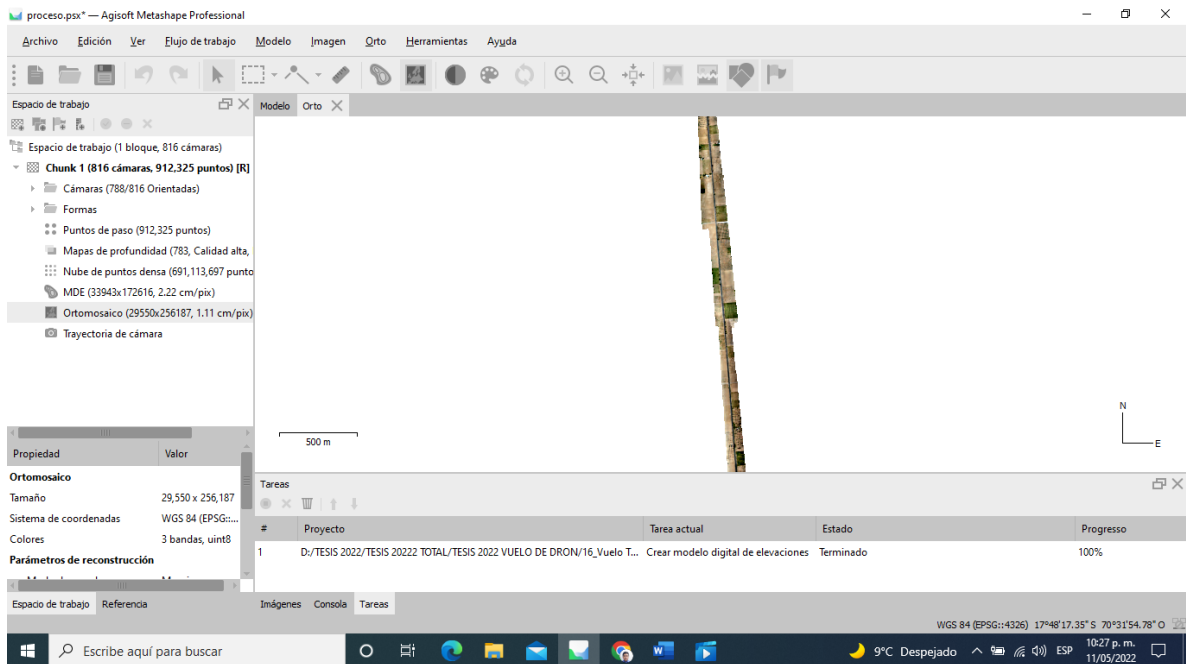 proceso.psx* — Agisoft Metashape Professional
Archivo Edición Ver Flujo de trabajo Modelo Imagen Orto Herramientas Ayuda
Espacio de trabajo
Modelo Orto
Espacio de trabajo (1 bloque, 816 cámaras)
Chunk 1 (816 cámaras, 912,325 puntos) [R]
Cámaras (788/816 Orientadas)
Formas
Puntos de paso (912,325 puntos)
Mapas de profundidad (783, Calidad alta,
Nube de puntos densa (691,113,697 punto
MDE (33943x172616, 2.22 cm/pix)
Ortomosaico (29550x256187, 1.11 cm/pix)
Trayectoria de cámara
500 m
N
E
Propiedad Valor
Ortomosaico
Tamaño 29,550 x 256,187
Sistema de coordenadas WGS 84 (EPSG::...
Colores 3 bandas, uint8
Parámetros de reconstrucción
Espacio de trabajo Referencia
Tareas
# Proyecto Tarea actual Estado Progreso
1 D:/TESIS 2022/TESIS 20222 TOTAL/TESIS 2022 VUELO DE DRON/16_Vuelo T... Crear modelo digital de elevaciones Terminado 100%
Imágenes Consola Tareas
WGS 84 (EPSG::4326) 17°48'17.35" S 70°31'54.78" O
Escribe aquí para buscar
9°C Despejado ESP 10:27 p. m.
11/05/2022